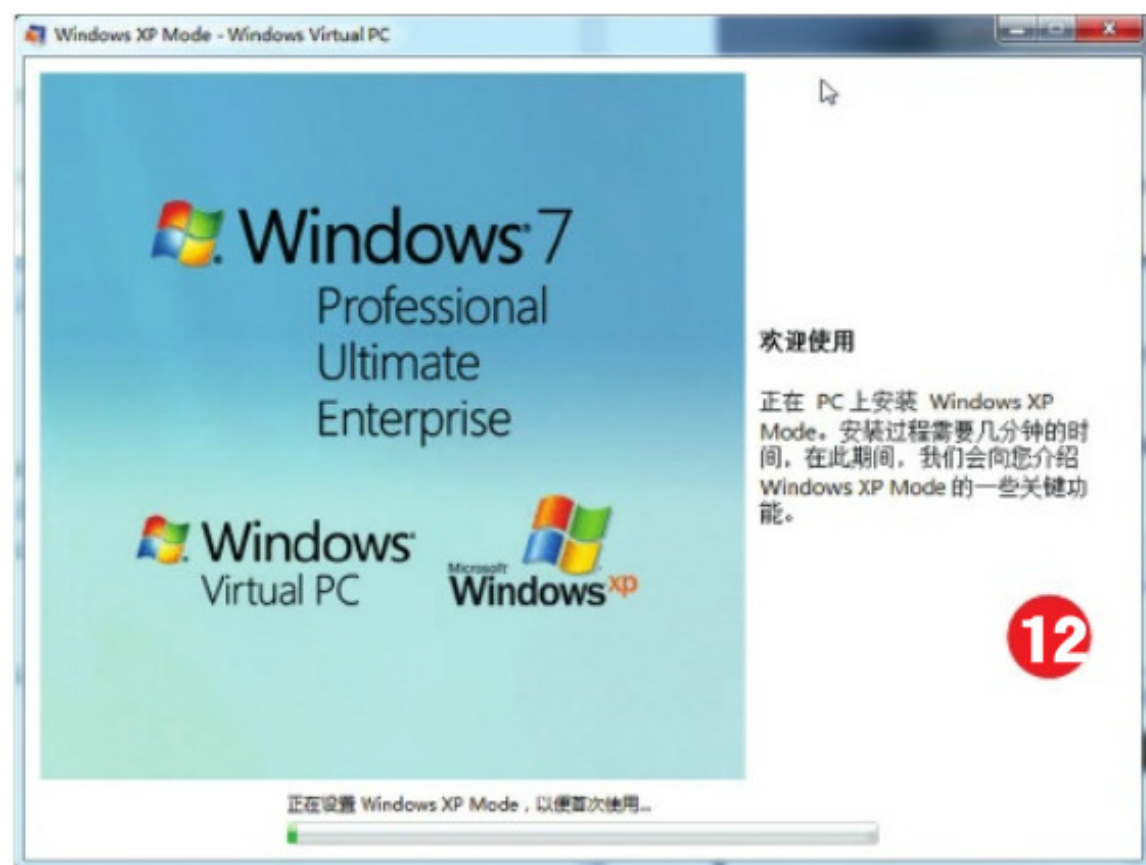 Windows XP Mode - Windows Virtual PC
Windows 7
Professional
Ultimate
Enterprise
Windows
Virtual PC
Microsoft
Windows xp
欢迎使用
正在 PC 上安装 Windows XP
Mode。安装过程需要几分钟的时
间，在此期间，我们会向您介绍
Windows XP Mode 的一些关键功
能。
12
正在设置 Windows XP Mode，以便首次使用...